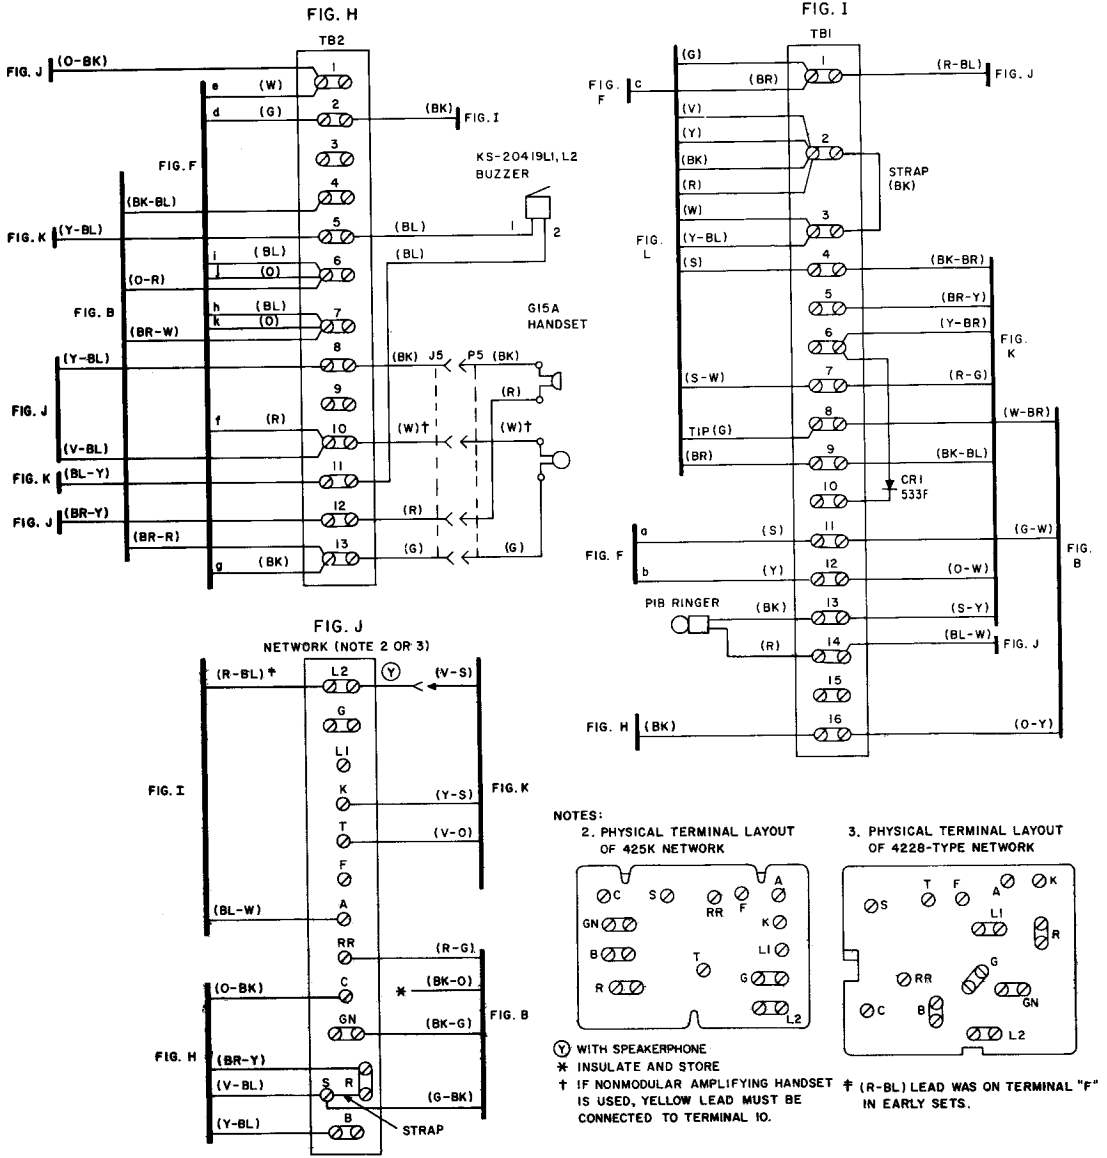 FIG. H
TB2
(O-BK)
FIG. J
1
e (W)
2
d (G)
(BK)
FIG. I
3
FIG. F
KS-20419L1, L2
BUZZER
4
(BK-BL)
5
FIG. K
(Y-BL)
(BL)
1
2
i (BL)
6
(BL)
j (O)
(O-R)
h (BL)
G15A
HANDSET
FIG. B
k (O)
7
(BR-W)
8
(Y-BL)
(BK) J5 P5 (BK)
9
(R)
FIG. J
f (R)
10
(W)† (W)†
(V-BL)
11
FIG. K
(BL-Y)
12
FIG. J
(BR-Y)
(R)
(BR-R)
13
(G) (G)
g (BK)
FIG. I
TB1
(G)
1
(R-BL)
FIG. J
FIG.
F
c (BR)
(V)
(Y)
2
(BK)
STRAP
(BK)
(R)
(W)
3
FIG.
L
(Y-BL)
4
(S)
(BK-BR)
5
(BR-Y)
6
(Y-BR)
FIG.
K
7
(S-W)
(R-G)
8
(W-BR)
TIP(G)
9
(BR)
(BK-BL)
10
CR1
533F
a (S)
11
(G-W)
FIG. F
FIG.
B
b (Y)
12
(O-W)
P1B RINGER
(BK)
13
(S-Y)
(R)
14
(BL-W)
FIG. J
15
16
FIG. H
(BK)
(O-Y)
FIG. J
NETWORK (NOTE 2 OR 3)
(R-BL)‡
L2
Y
(V-S)
G
L1
FIG. I
K
(Y-S)
FIG. K
T
(V-O)
F
A
(BL-W)
RR
(R-G)
C
(O-BK)
* (BK-O)
GN
FIG. B
(BK-G)
FIG. H
(BR-Y)
(V-BL)
S R
(G-BK)
B
(Y-BL)
STRAP
NOTES:
2. PHYSICAL TERMINAL LAYOUT
OF 425K NETWORK
C S RR F A
GN K
B L1
T
R G
L2
3. PHYSICAL TERMINAL LAYOUT
OF 4228-TYPE NETWORK
S T F A K
L1
R
RR G
C B GN
L2
Y WITH SPEAKERPHONE
* INSULATE AND STORE
† IF NONMODULAR AMPLIFYING HANDSET
IS USED, YELLOW LEAD MUST BE
CONNECTED TO TERMINAL 10.
‡ (R-BL) LEAD WAS ON TERMINAL "F"
IN EARLY SETS.